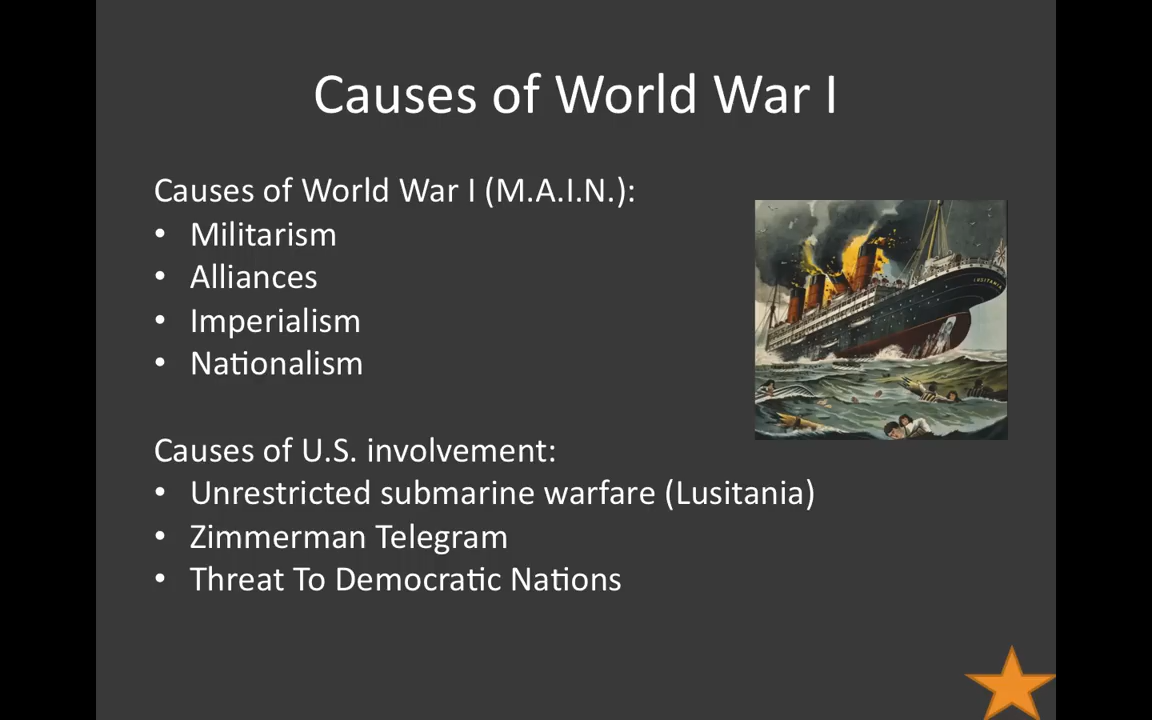 Causes of World War I
Causes of World War I (M.A.I.N.):
• Militarism
• Alliances
• Imperialism
• Nationalism
LUSITANIA
Causes of U.S. involvement:
• Unrestricted submarine warfare (Lusitania)
• Zimmerman Telegram
• Threat To Democratic Nations